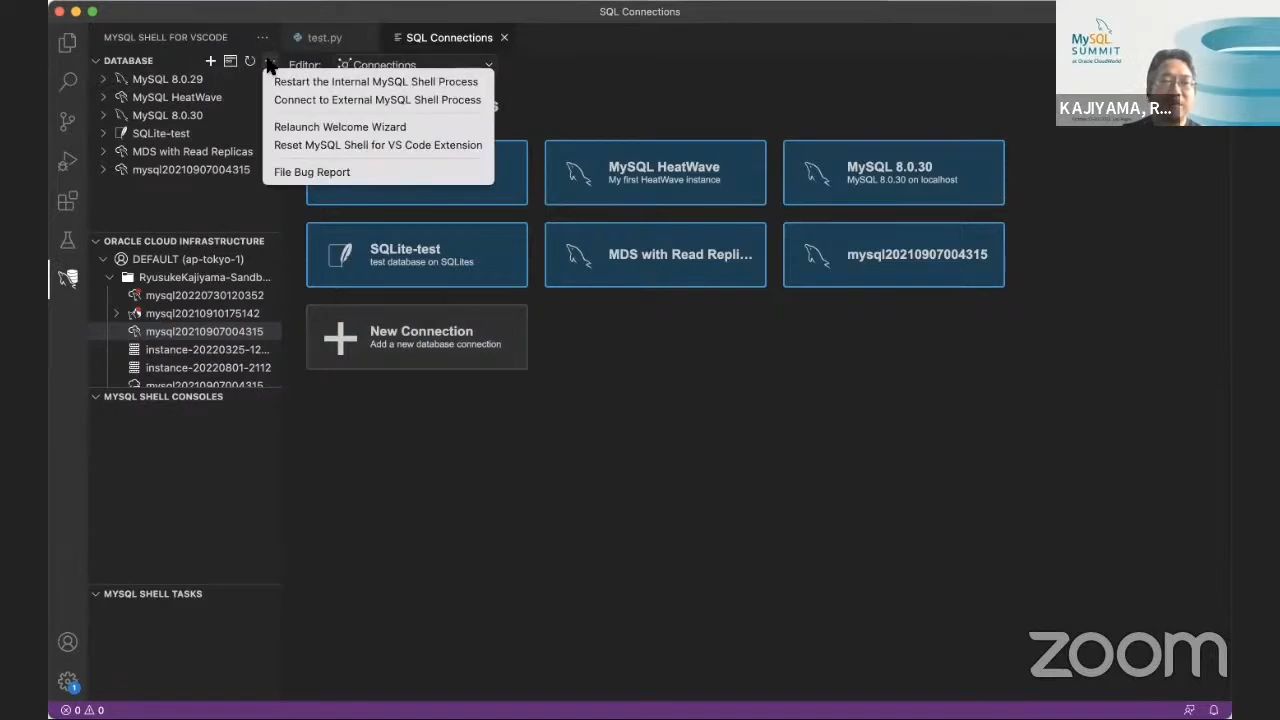 SQL Connections
MYSQL SHELL FOR VSCODE
test.py
SQL Connections
DATABASE
Editor:
Connections
MySQL 8.0.29
MySQL HeatWave
MySQL 8.0.30
SQLite-test
MDS with Read Replicas
mysql20210907004315
Restart the Internal MySQL Shell Process
Connect to External MySQL Shell Process
Relaunch Welcome Wizard
Reset MySQL Shell for VS Code Extension
File Bug Report
MySQL HeatWave
My first HeatWave instance
MySQL 8.0.30
MySQL 8.0.30 on localhost
SQLite-test
test database on SQLites
MDS with Read Repli...
mysql20210907004315
New Connection
Add a new database connection
ORACLE CLOUD INFRASTRUCTURE
DEFAULT (ap-tokyo-1)
RyusukeKajiyama-Sandb...
mysql20220730120352
mysql20210910175142
mysql20210907004315
instance-20220325-12...
instance-20220801-2112
mysql20210907004315
MYSQL SHELL CONSOLES
MYSQL SHELL TASKS
1
0
0
MySQL
SUMMIT
at Oracle CloudWorld
KAJIYAMA, R...
zoom